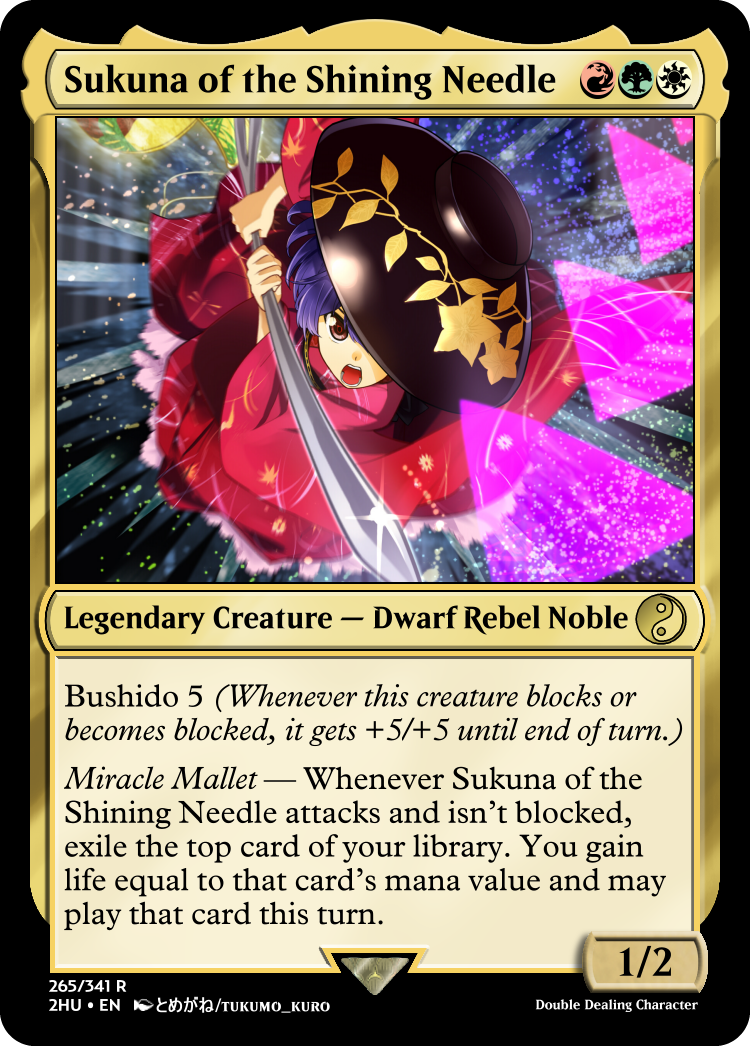 Sukuna of the Shining Needle
Legendary Creature — Dwarf Rebel Noble
Bushido 5 (Whenever this creature blocks or
becomes blocked, it gets +5/+5 until end of turn.)
Miracle Mallet — Whenever Sukuna of the
Shining Needle attacks and isn't blocked,
exile the top card of your library. You gain
life equal to that card's mana value and may
play that card this turn.
1/2
265/341 R
2HU • EN とめがね/TUKUMO_KURO
Double Dealing Character